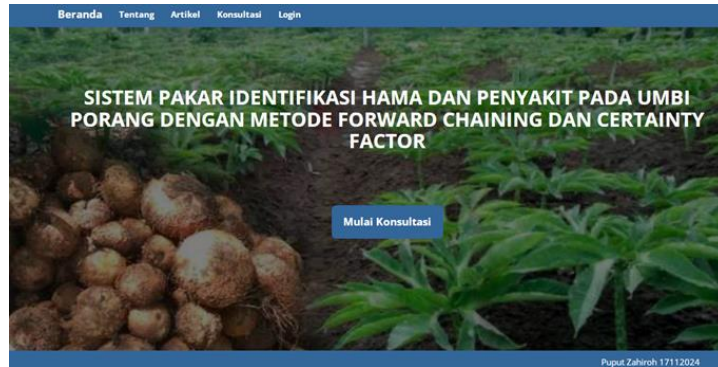 Beranda Tentang Artikel Konsultasi Login
SISTEM PAKAR IDENTIFIKASI HAMA DAN PENYAKIT PADA UMBI
PORANG DENGAN METODE FORWARD CHAINING DAN CERTAINTY
FACTOR
Mulai Konsultasi
Puput Zahiroh 17112024